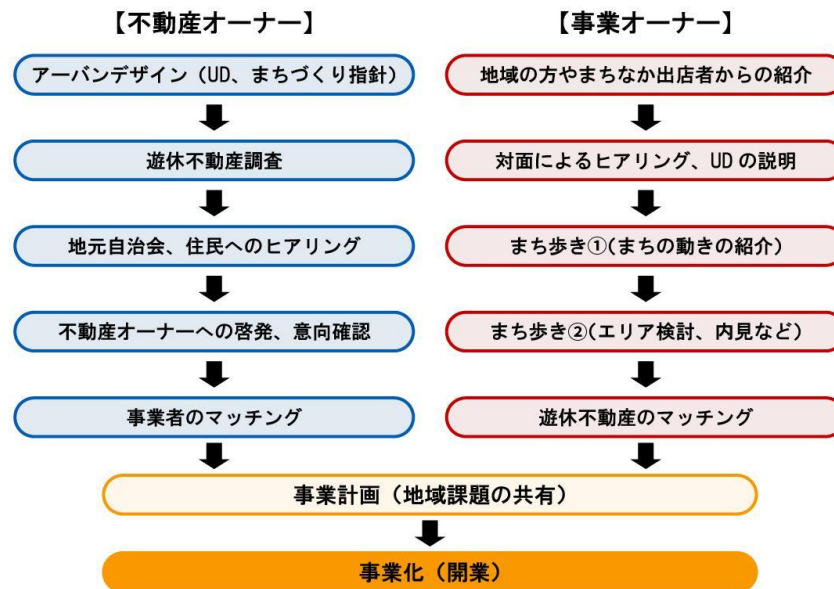 【不動産オーナー】
アーバンデザイン（UD、まちづくり指針）
遊休不動産調査
地元自治会、住民へのヒアリング
不動産オーナーへの啓発、意向確認
事業者のマッチング
【事業オーナー】
地域の方やまちなか出店者からの紹介
対面によるヒアリング、UDの説明
まち歩き①(まちの動きの紹介）
まち歩き②(エリア検討、内見など）
遊休不動産のマッチング
事業計画（地域課題の共有）
事業化（開業）